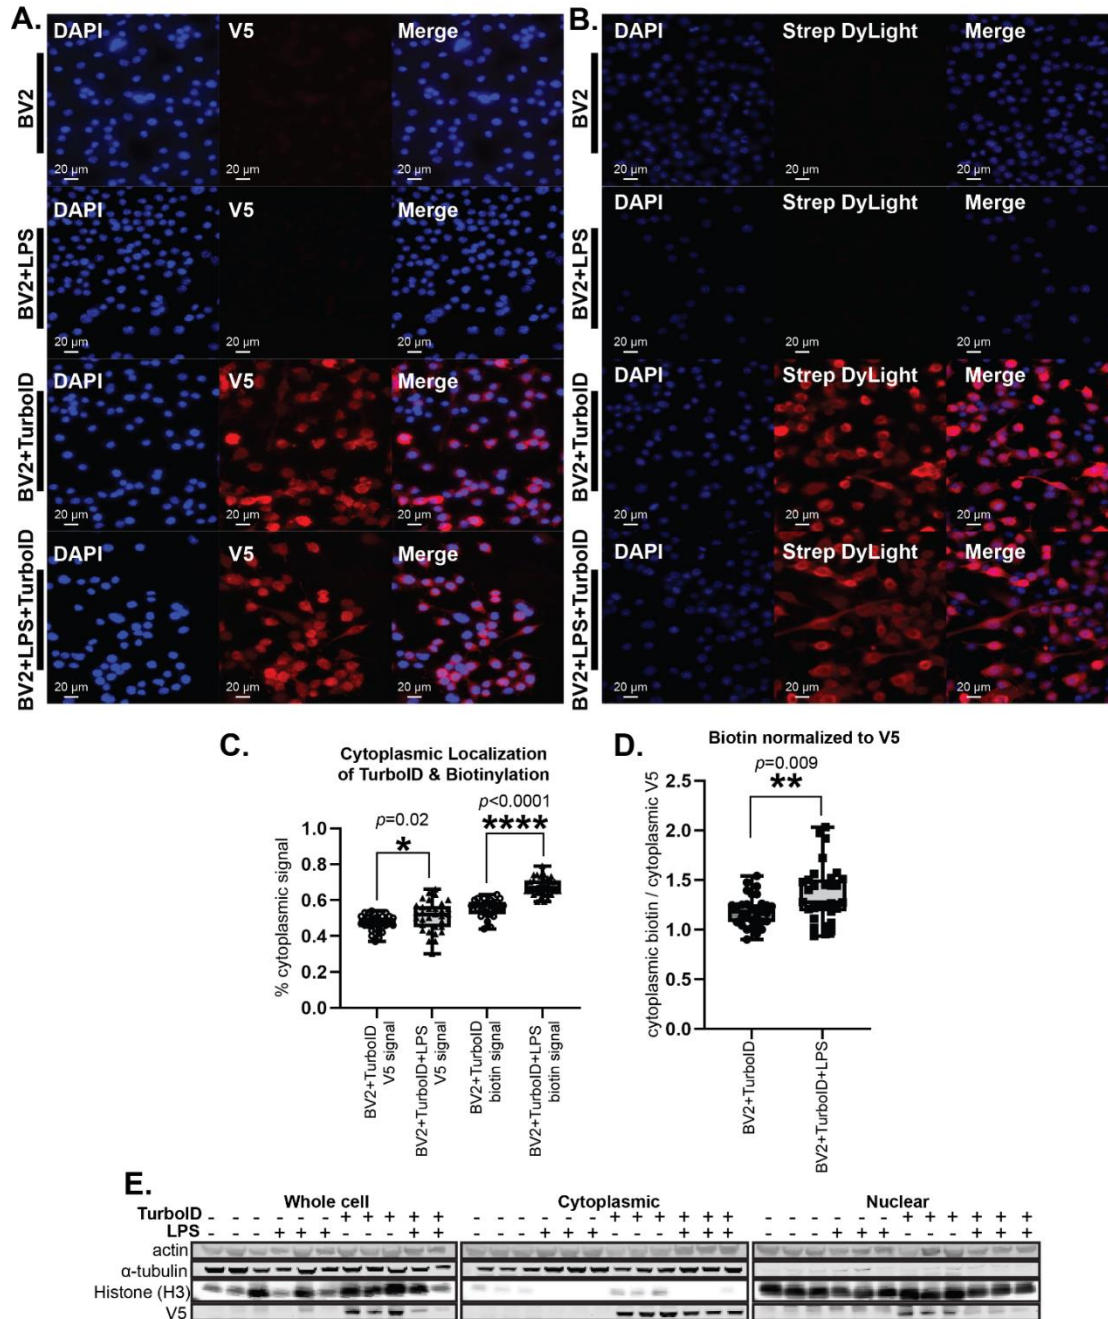 A.
DAPI V5 Merge
BV2
20 µm 20 µm 20 µm
DAPI V5 Merge
BV2+LPS
20 µm 20 µm 20 µm
DAPI V5 Merge
BV2+TurboID
20 µm 20 µm 20 µm
DAPI V5 Merge
BV2+LPS+TurboID
20 µm 20 µm 20 µm
B.
DAPI Strep DyLight Merge
BV2
20 µm 20 µm 20 µm
DAPI Strep DyLight Merge
BV2+LPS
20 µm 20 µm 20 µm
DAPI Strep DyLight Merge
BV2+TurboID
20 µm 20 µm 20 µm
DAPI Strep DyLight Merge
BV2+LPS+TurboID
20 µm 20 µm 20 µm
C.
Cytoplasmic Localization
of TurboID & Biotinylation
p=0.02
*
p<0.0001
****
% cytoplasmic signal
1.0
0.8
0.6
0.4
0.2
0.0
BV2+TurboID
V5 signal
BV2+TurboID+LPS
V5 signal
BV2+TurboID
biotin signal
BV2+TurboID+LPS
biotin signal
D.
Biotin normalized to V5
p=0.009
**
cytoplasmic biotin / cytoplasmic V5
2.5
2.0
1.5
1.0
0.5
0.0
BV2+TurboID
BV2+TurboID+LPS
E.
Whole cell Cytoplasmic Nuclear
TurboID - - - - - - + + + + + - - - - - - + + + + + + - - - - - - + + + + + +
LPS - - - + + + - - - + + - - - + + + - - - + + + - - - + + + - - - + + +
actin
α-tubulin
Histone (H3)
V5